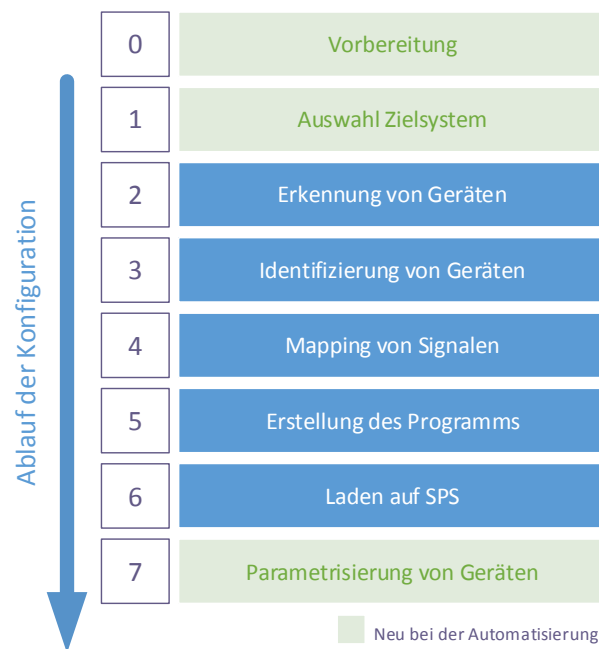 Ablauf der Konfiguration
0 Vorbereitung
1 Auswahl Zielsystem
2 Erkennung von Geräten
3 Identifizierung von Geräten
4 Mapping von Signalen
5 Erstellung des Programms
6 Laden auf SPS
7 Parametrisierung von Geräten
Neu bei der Automatisierung